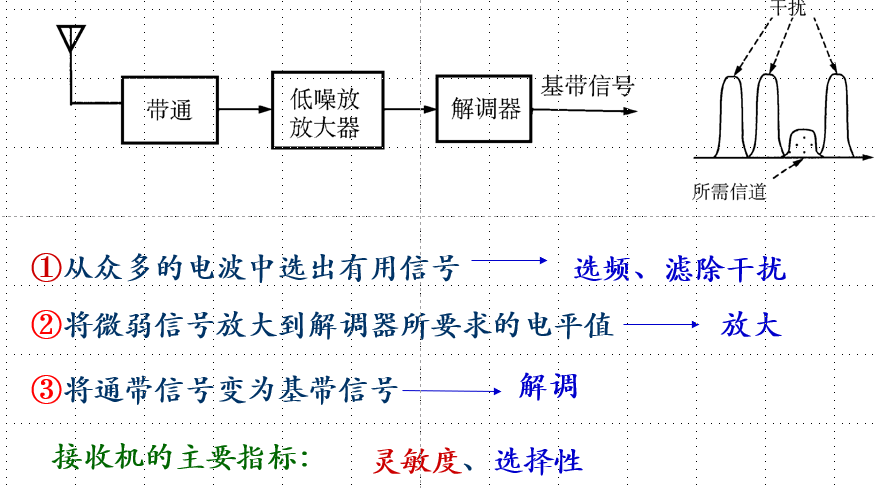 干扰
带通
低噪放
放大器
解调器
基带信号
所需信道
①从众多的电波中选出有用信号 选频、滤除干扰
②将微弱信号放大到解调器所要求的电平值 放大
③将通带信号变为基带信号 解调
接收机的主要指标： 灵敏度、选择性